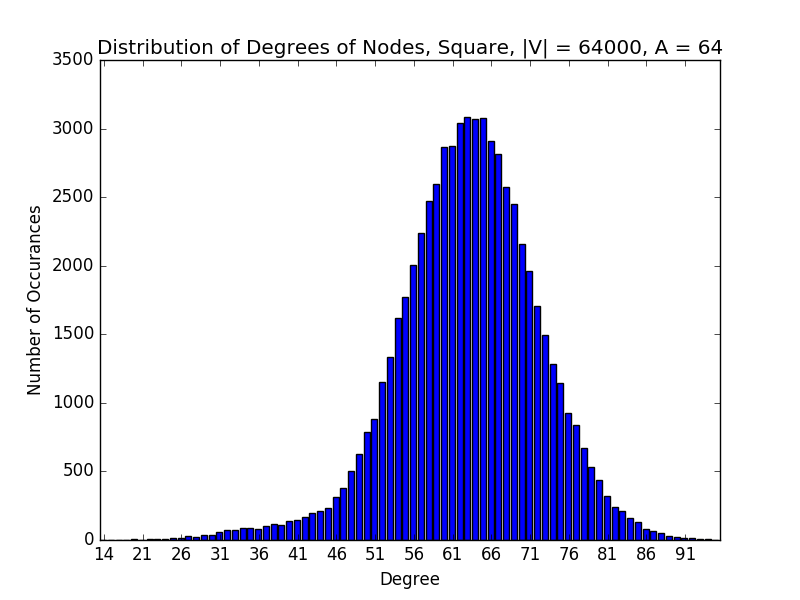 Distribution of Degrees of Nodes, Square, |V| = 64000, A = 64
3500
3000
2500
2000
1500
1000
500
0
Number of Occurances
14 21 26 31 36 41 46 51 56 61 66 71 76 81 86 91
Degree